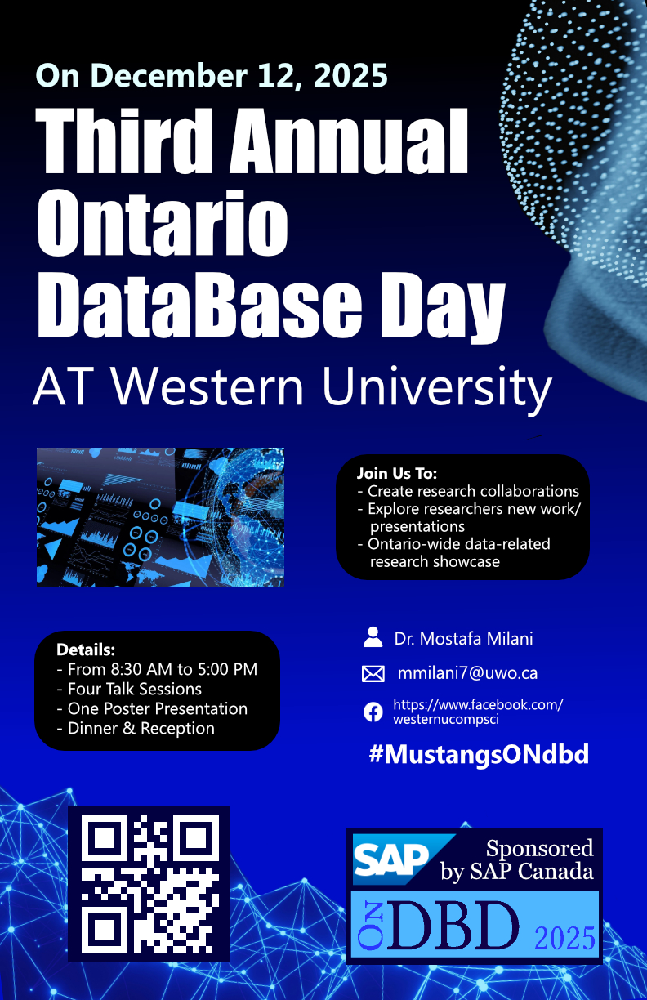 On December 12, 2025
Third Annual
Ontario
DataBase Day
AT Western University
Join Us To:
- Create research collaborations
- Explore researchers new work/
presentations
- Ontario-wide data-related
research showcase
Details:
- From 8:30 AM to 5:00 PM
- Four Talk Sessions
- One Poster Presentation
- Dinner & Reception
Dr. Mostafa Milani
mmilani7@uwo.ca
https://www.facebook.com/
westernucompsci
#MustangsONdbd
SAP
Sponsored
by SAP Canada
ON DBD 2025